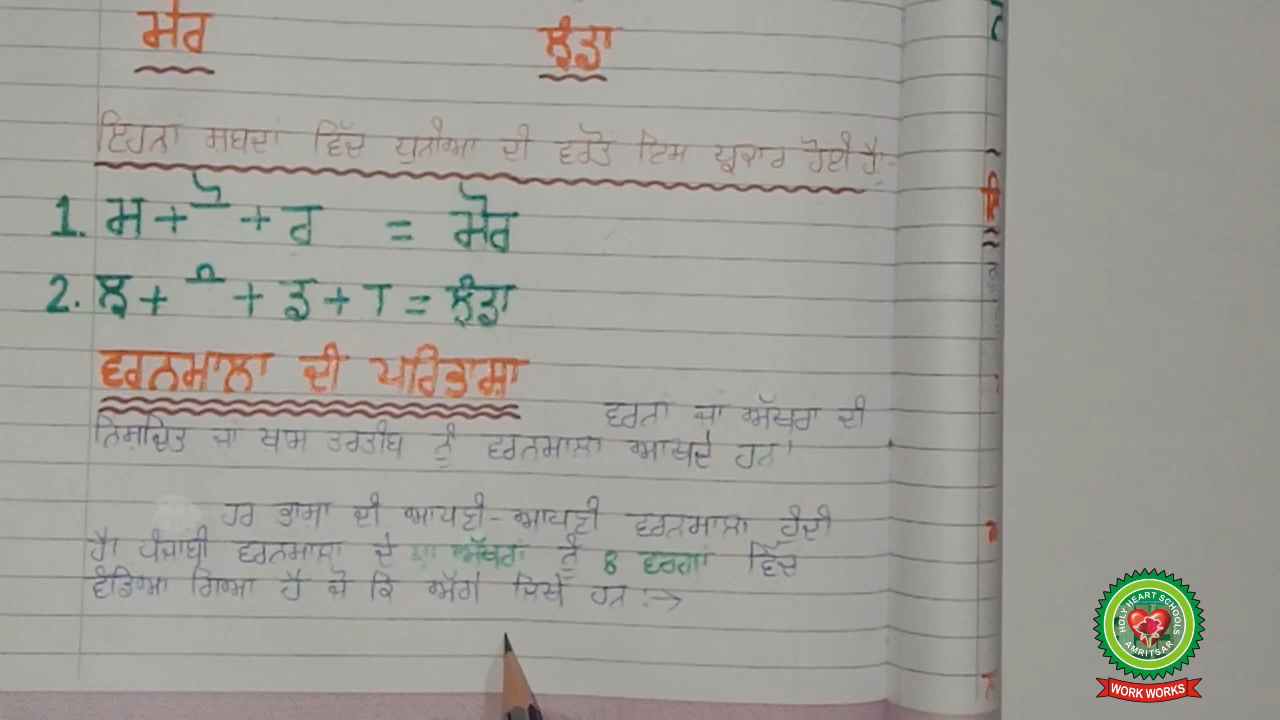 ਮੋਰ ਝੰਡਾ
ਇਹਨਾਂ ਸ਼ਬਦਾਂ ਵਿੱਚ ਧੁਨੀਆਂ ਦੀ ਵਰਤੋਂ ਇਸ ਪ੍ਰਕਾਰ ਹੋਈ ਹੈ:-
1. ਮ + ੋ + ਰ = ਮੋਰ
2. ਝ + ੰ + ਡ + ਾ = ਝੰਡਾ
ਵਰਨਮਾਲਾ ਦੀ ਪਰਿਭਾਸ਼ਾ
ਵਰਨਾਂ ਜਾਂ ਅੱਖਰਾਂ ਦੀ
ਨਿਸ਼ਚਿਤ ਜਾਂ ਖ਼ਾਸ ਤਰਤੀਬ ਨੂੰ ਵਰਨਮਾਲਾ ਆਖਦੇ ਹਨ।
ਹਰ ਭਾਸ਼ਾ ਦੀ ਆਪਣੀ-ਆਪਣੀ ਵਰਨਮਾਲਾ ਹੁੰਦੀ
ਹੈ। ਪੰਜਾਬੀ ਵਰਨਮਾਲਾ ਦੇ ਅੱਖਰਾਂ ਨੂੰ 8 ਵਰਗਾਂ ਵਿੱਚ
ਵੰਡਿਆ ਗਿਆ ਹੈ ਜੋ ਕਿ ਅੱਗੇ ਲਿਖੇ ਹਨ :→
HOLY HEART SCHOOLS
AMRITSAR
WORK WORKS